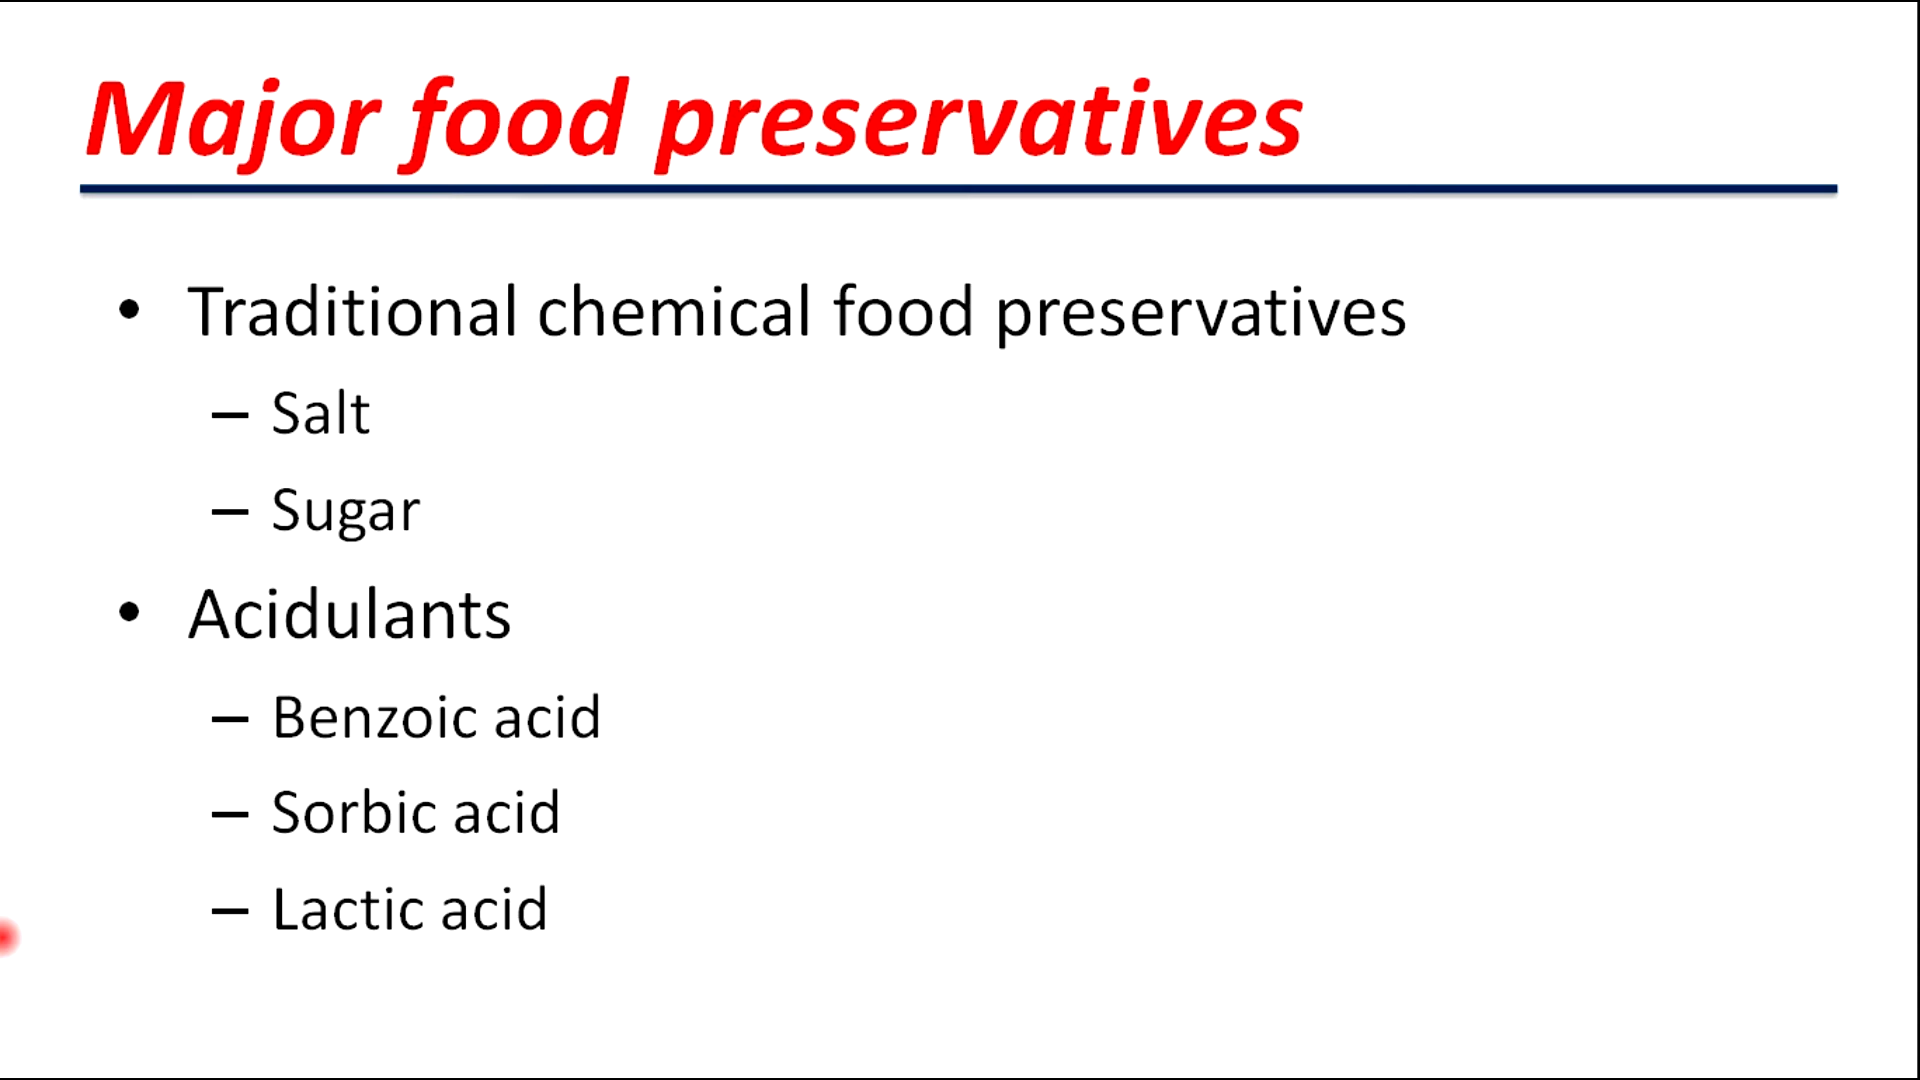 Major food preservatives
• Traditional chemical food preservatives
– Salt
– Sugar
• Acidulants
– Benzoic acid
– Sorbic acid
– Lactic acid